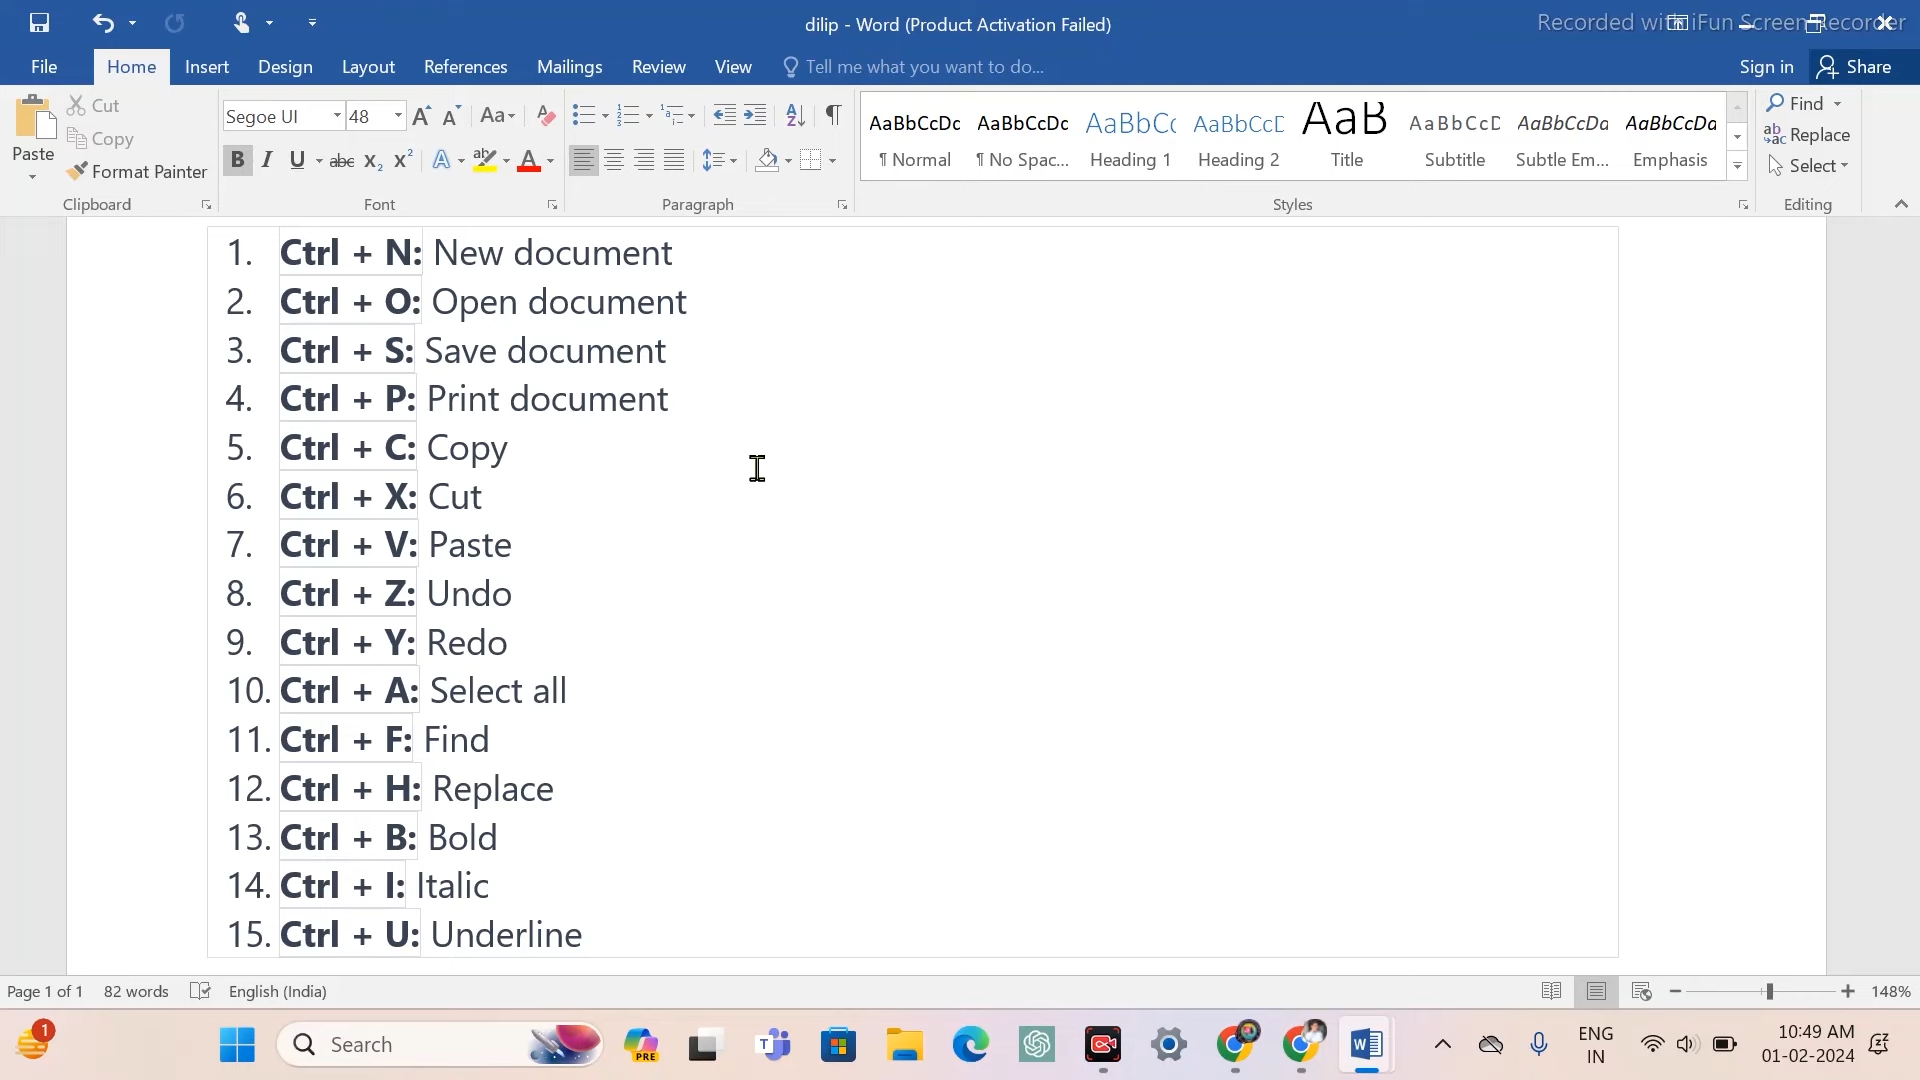 dilip - Word (Product Activation Failed)
Recorded with iFun Screen Recorder
File Home Insert Design Layout References Mailings Review View Tell me what you want to do... Sign in Share
Cut
Copy
Paste
Format Painter
Clipboard
Segoe UI 48
Aa
B I U abc X₂ X² A ab A
Font
Paragraph
AaBbCcDc AaBbCcDc AaBbCc AaBbCcD AaB AaBbCcD AaBbCcDa AaBbCcDa
¶ Normal ¶ No Spac... Heading 1 Heading 2 Title Subtitle Subtle Em... Emphasis
Styles
Find
Replace
Select
Editing
1. Ctrl + N: New document
2. Ctrl + O: Open document
3. Ctrl + S: Save document
4. Ctrl + P: Print document
5. Ctrl + C: Copy
6. Ctrl + X: Cut
7. Ctrl + V: Paste
8. Ctrl + Z: Undo
9. Ctrl + Y: Redo
10. Ctrl + A: Select all
11. Ctrl + F: Find
12. Ctrl + H: Replace
13. Ctrl + B: Bold
14. Ctrl + I: Italic
15. Ctrl + U: Underline
Page 1 of 1 82 words English (India) 148%
1
Search
PRE
ENG
IN
10:49 AM
01-02-2024